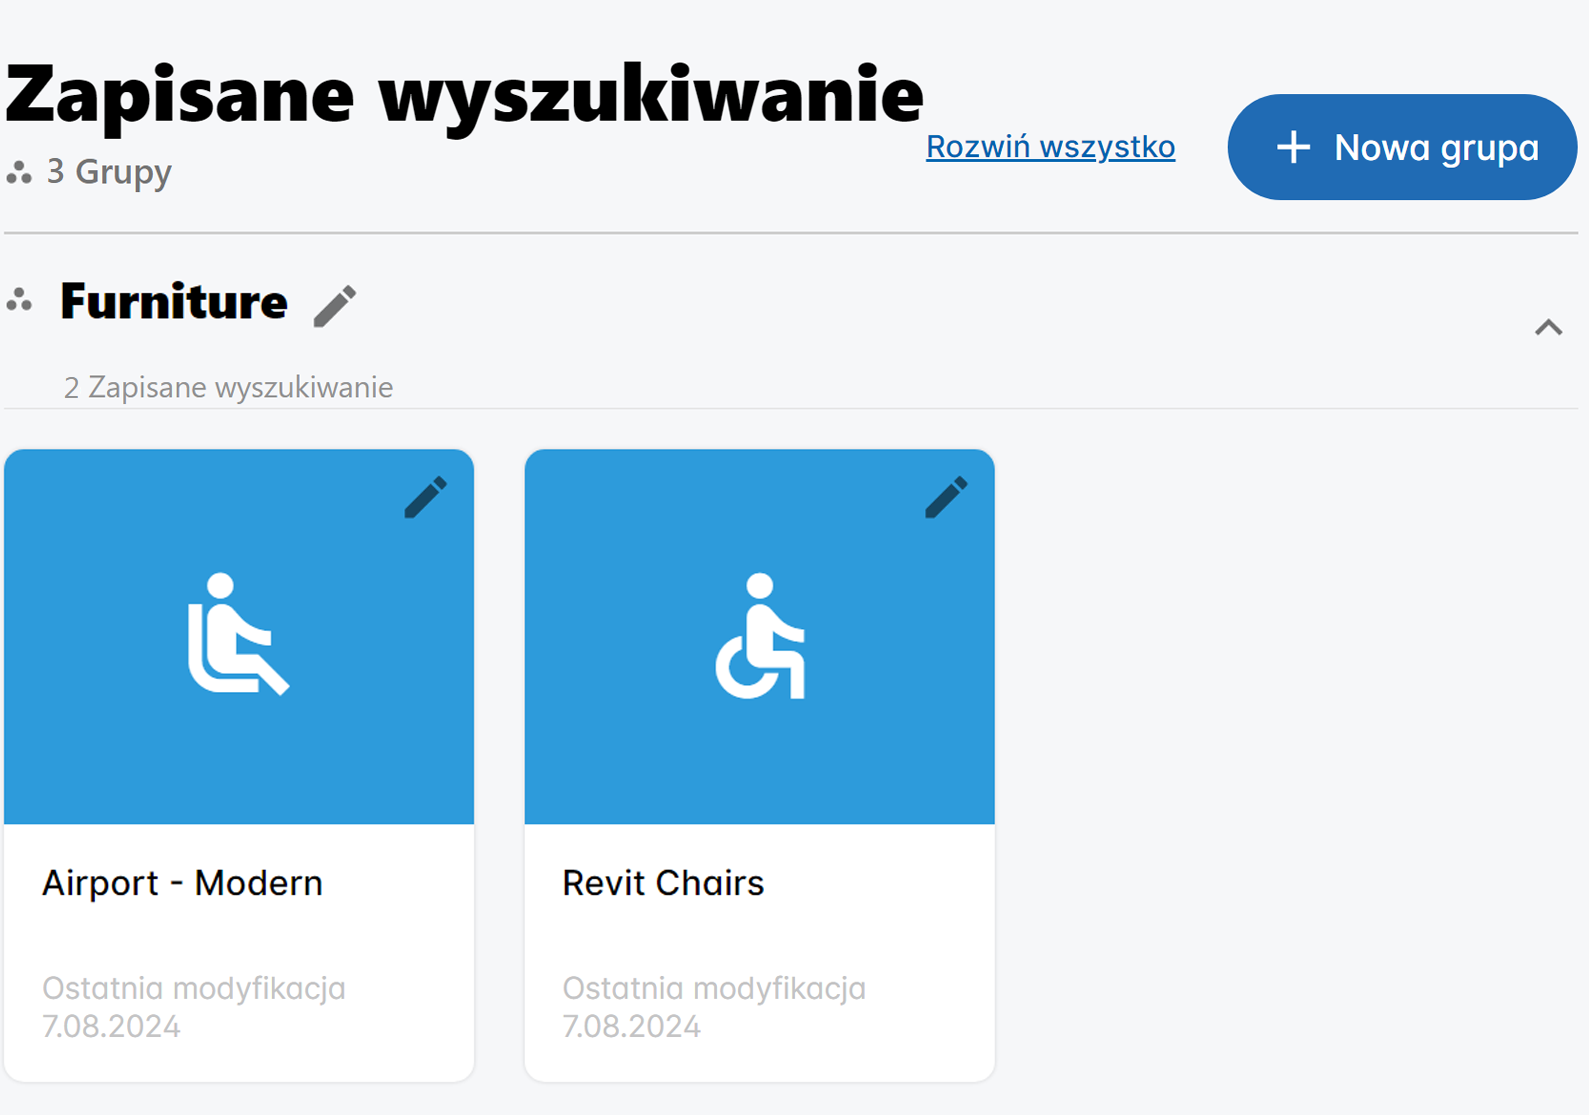 Zapisane wyszukiwanie
3 Grupy
Rozwiń wszystko
Nowa grupa
Furniture
2 Zapisane wyszukiwanie
Airport - Modern
Ostatnia modyfikacja
7.08.2024
Revit Chairs
Ostatnia modyfikacja
7.08.2024